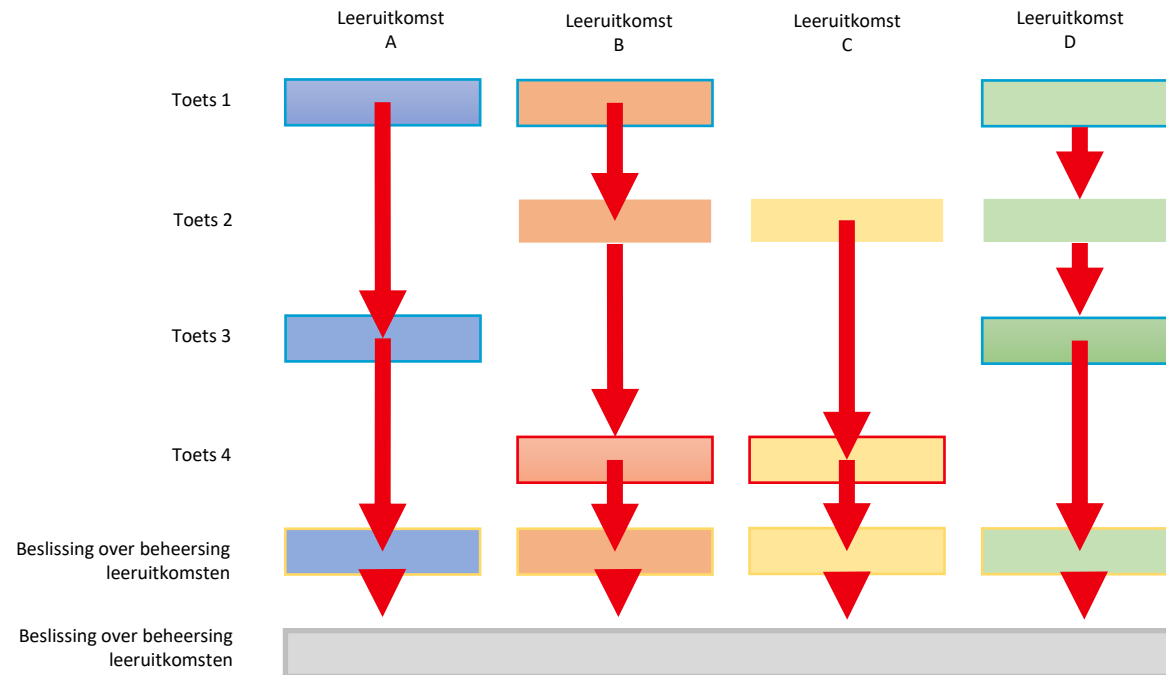 Leeruitkomst
A
Leeruitkomst
B
Leeruitkomst
C
Leeruitkomst
D
Toets 1
Toets 2
Toets 3
Toets 4
Beslissing over beheersing
leeruitkomsten
Beslissing over beheersing
leeruitkomsten